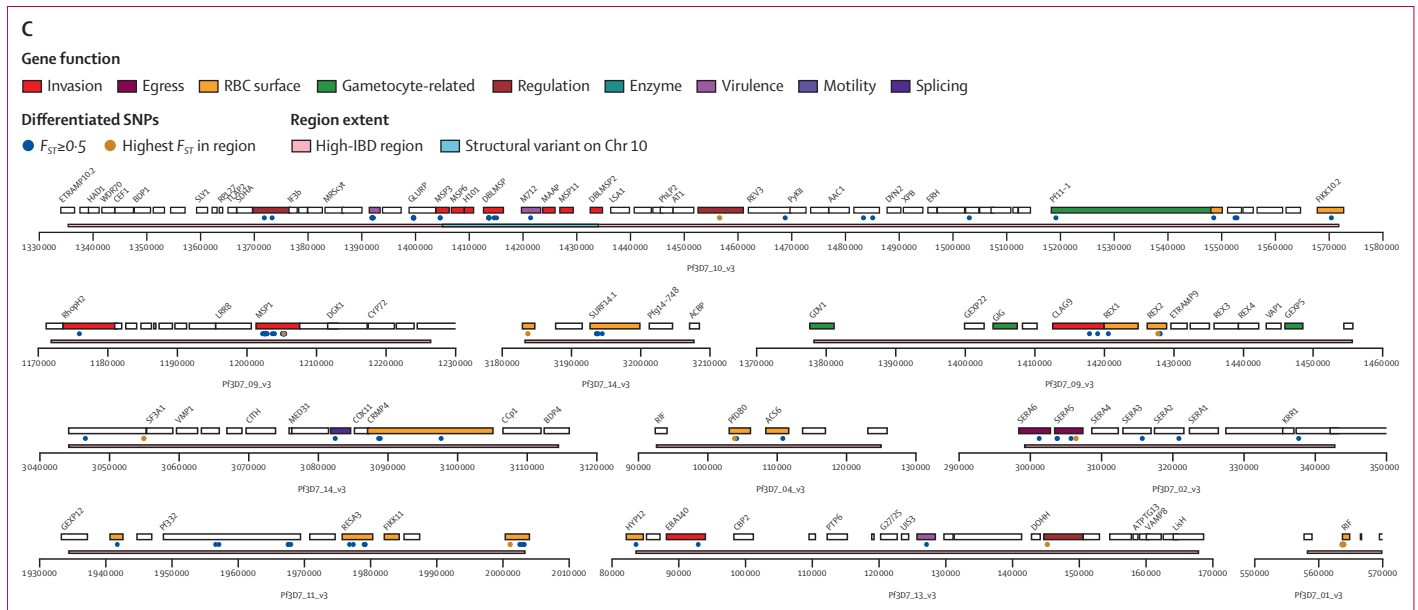 C
Gene function
Invasion Egress RBC surface Gametocyte-related Regulation Enzyme Virulence Motility Splicing
Differentiated SNPs Region extent
F_ST≥0·5 Highest F_ST in region High-IBD region Structural variant on Chr 10
ETRAMP10.2 HAD1 WDR70 CEF1 BDP1 SLY1 RPL37 TCAP2 SDHA IF3b MRScyt GLURP MSP3 MSP6 H101 DBLMSP M712 MAAP MSP11 DBLMSP2 LSA1 PhLP2 AT1 REV3 PyKII AAC1 DYN2 XPB ERH Pf11-1 FIKK10.2
1330000 1340000 1350000 1360000 1370000 1380000 1390000 1400000 1410000 1420000 1430000 1440000 1450000 1460000 1470000 1480000 1490000 1500000 1510000 1520000 1530000 1540000 1550000 1560000 1570000 1580000
Pf3D7_10_v3
RhopH2 LRR8 MSP1 DGK1 CYP72 SURF14.1 Pfg14-748 ACBP GDV1 GEXP22 GIG CLAG9 REX1 REX2 ETRAMP9 REX3 REX4 VAP1 GEXP5
1170000 1180000 1190000 1200000 1210000 1220000 1230000 3180000 3190000 3200000 3210000 1370000 1380000 1390000 1400000 1410000 1420000 1430000 1440000 1450000 1460000
Pf3D7_09_v3 Pf3D7_14_v3 Pf3D7_09_v3
SF3A1 VMP1 CITH MED31 COX11 CRMP4 CCp1 BDP4 RIF PfD80 ACS6 SERA6 SERA5 SERA4 SERA3 SERA2 SERA1 KRR1
3040000 3050000 3060000 3070000 3080000 3090000 3100000 3110000 3120000 90000 100000 110000 120000 130000 290000 300000 310000 320000 330000 340000 350000
Pf3D7_14_v3 Pf3D7_04_v3 Pf3D7_02_v3
GEXP12 Pf332 RESA3 FIKK11 HYP12 EBA140 CBP2 PTP6 G27/25 UIS3 DOHH ATPTG13 VAMP8 LisH RIF
1930000 1940000 1950000 1960000 1970000 1980000 1990000 2000000 2010000 80000 90000 100000 110000 120000 130000 140000 150000 160000 170000 550000 560000 570000
Pf3D7_11_v3 Pf3D7_13_v3 Pf3D7_01_v3